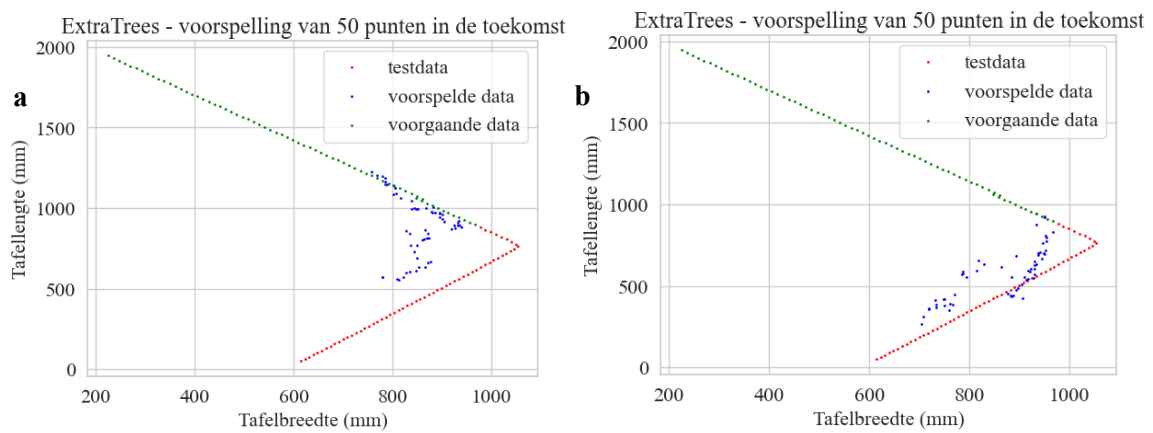 ExtraTrees - voorspelling van 50 punten in de toekomst
a
2000
1500
1000
500
0
Tafellengte (mm)
testdata
voorspelde data
voorgaande data
200 400 600 800 1000
Tafelbreedte (mm)
ExtraTrees - voorspelling van 50 punten in de toekomst
b
2000
1500
1000
500
0
Tafellengte (mm)
testdata
voorspelde data
voorgaande data
200 400 600 800 1000
Tafelbreedte (mm)